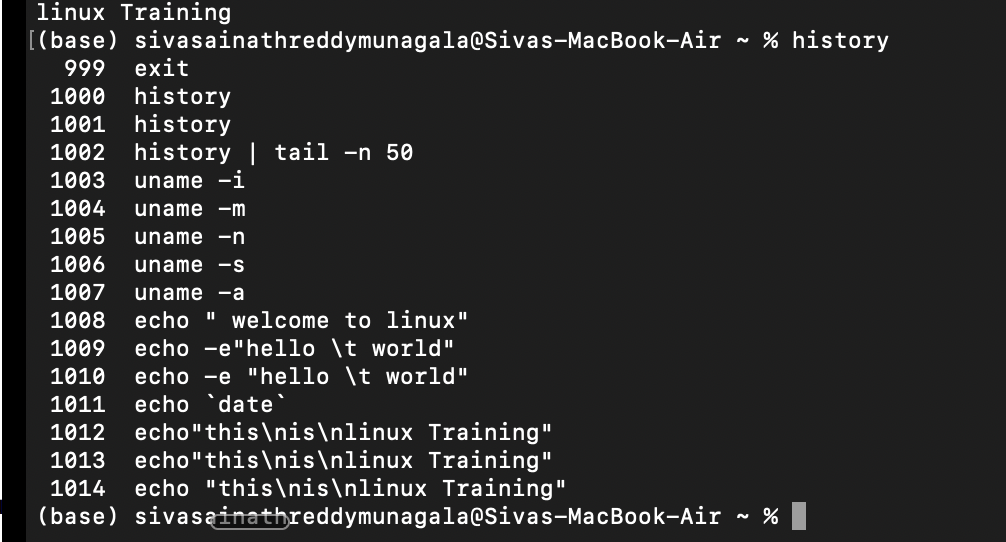 linux Training
[(base) sivasainathreddymunagala@Sivas-MacBook-Air ~ % history
999 exit
1000 history
1001 history
1002 history | tail -n 50
1003 uname -i
1004 uname -m
1005 uname -n
1006 uname -s
1007 uname -a
1008 echo " welcome to linux"
1009 echo -e"hello \t world"
1010 echo -e "hello \t world"
1011 echo `date`
1012 echo"this\nis\nlinux Training"
1013 echo"this\nis\nlinux Training"
1014 echo "this\nis\nlinux Training"
(base) sivasainathreddymunagala@Sivas-MacBook-Air ~ %